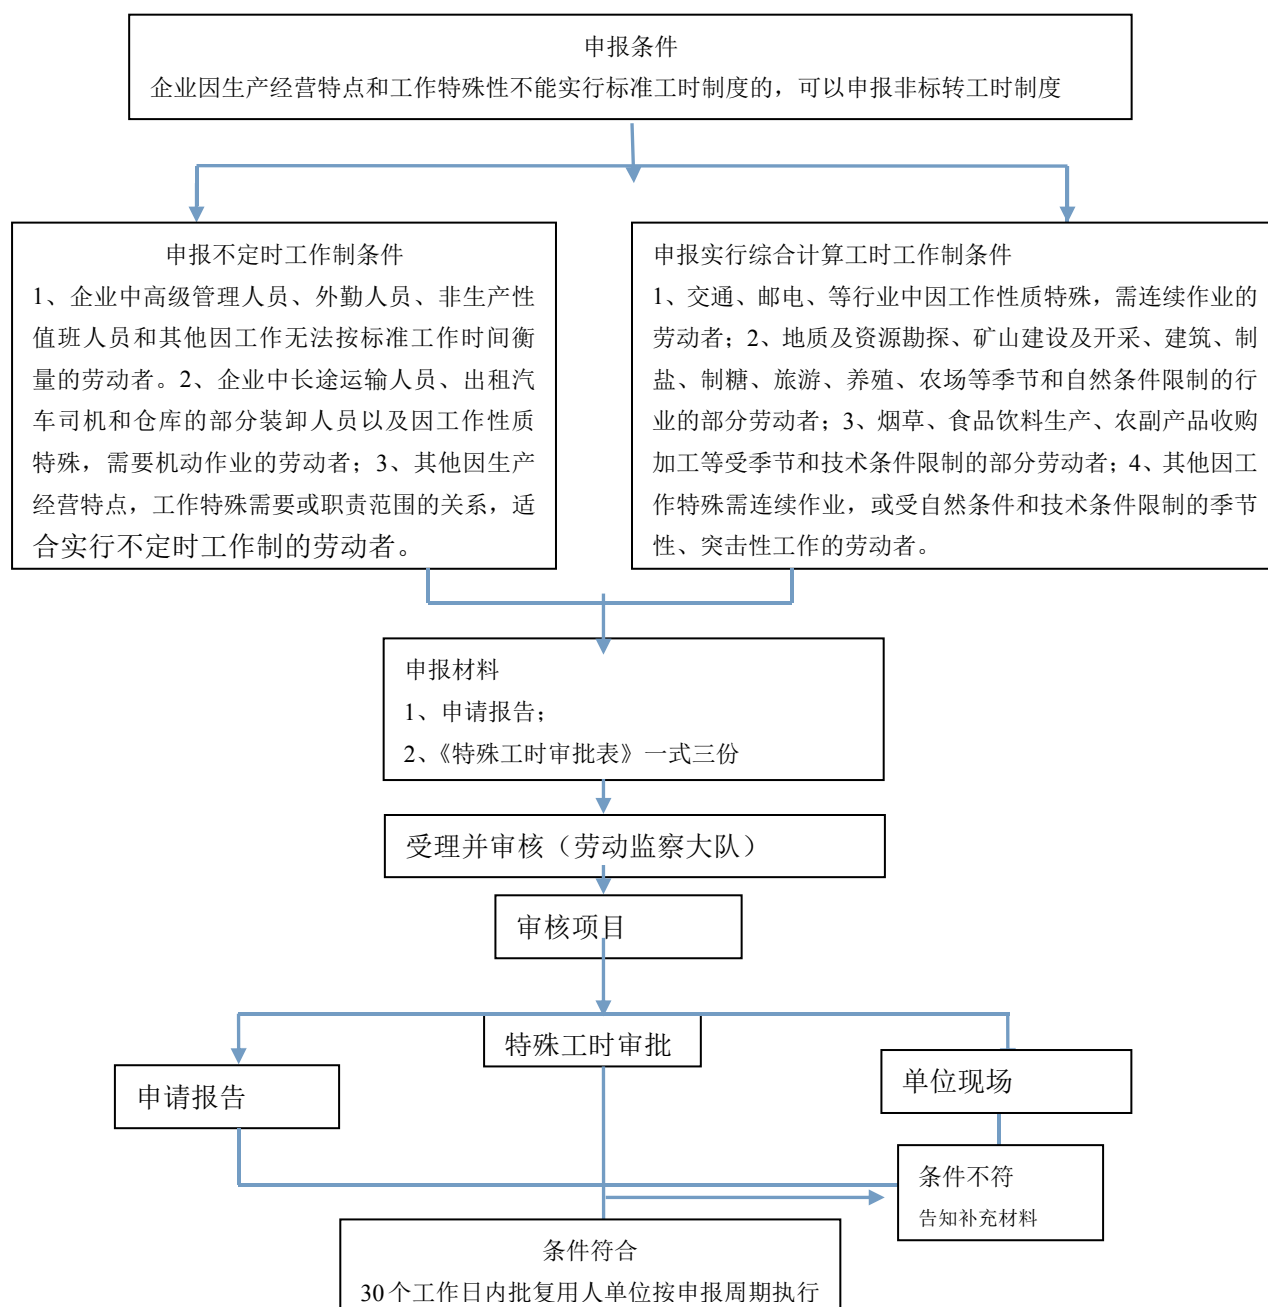 申报条件
企业因生产经营特点和工作特殊性不能实行标准工时制度的，可以申报非标转工时制度
申报不定时工作制条件
1、企业中高级管理人员、外勤人员、非生产性
值班人员和其他因工作无法按标准工作时间衡
量的劳动者。2、企业中长途运输人员、出租汽
车司机和仓库的部分装卸人员以及因工作性质
特殊，需要机动作业的劳动者；3、其他因生产
经营特点，工作特殊需要或职责范围的关系，适
合实行不定时工作制的劳动者。
申报实行综合计算工时工作制条件
1、交通、邮电、等行业中因工作性质特殊，需连续作业的
劳动者；2、地质及资源勘探、矿山建设及开采、建筑、制
盐、制糖、旅游、养殖、农场等季节和自然条件限制的行
业的部分劳动者；3、烟草、食品饮料生产、农副产品收购
加工等受季节和技术条件限制的部分劳动者；4、其他因工
作特殊需连续作业，或受自然条件和技术条件限制的季节
性、突击性工作的劳动者。
申报材料
1、申请报告；
2、《特殊工时审批表》一式三份
受理并审核（劳动监察大队）
审核项目
特殊工时审批
申请报告
单位现场
条件不符
告知补充材料
条件符合
30个工作日内批复用人单位按申报周期执行